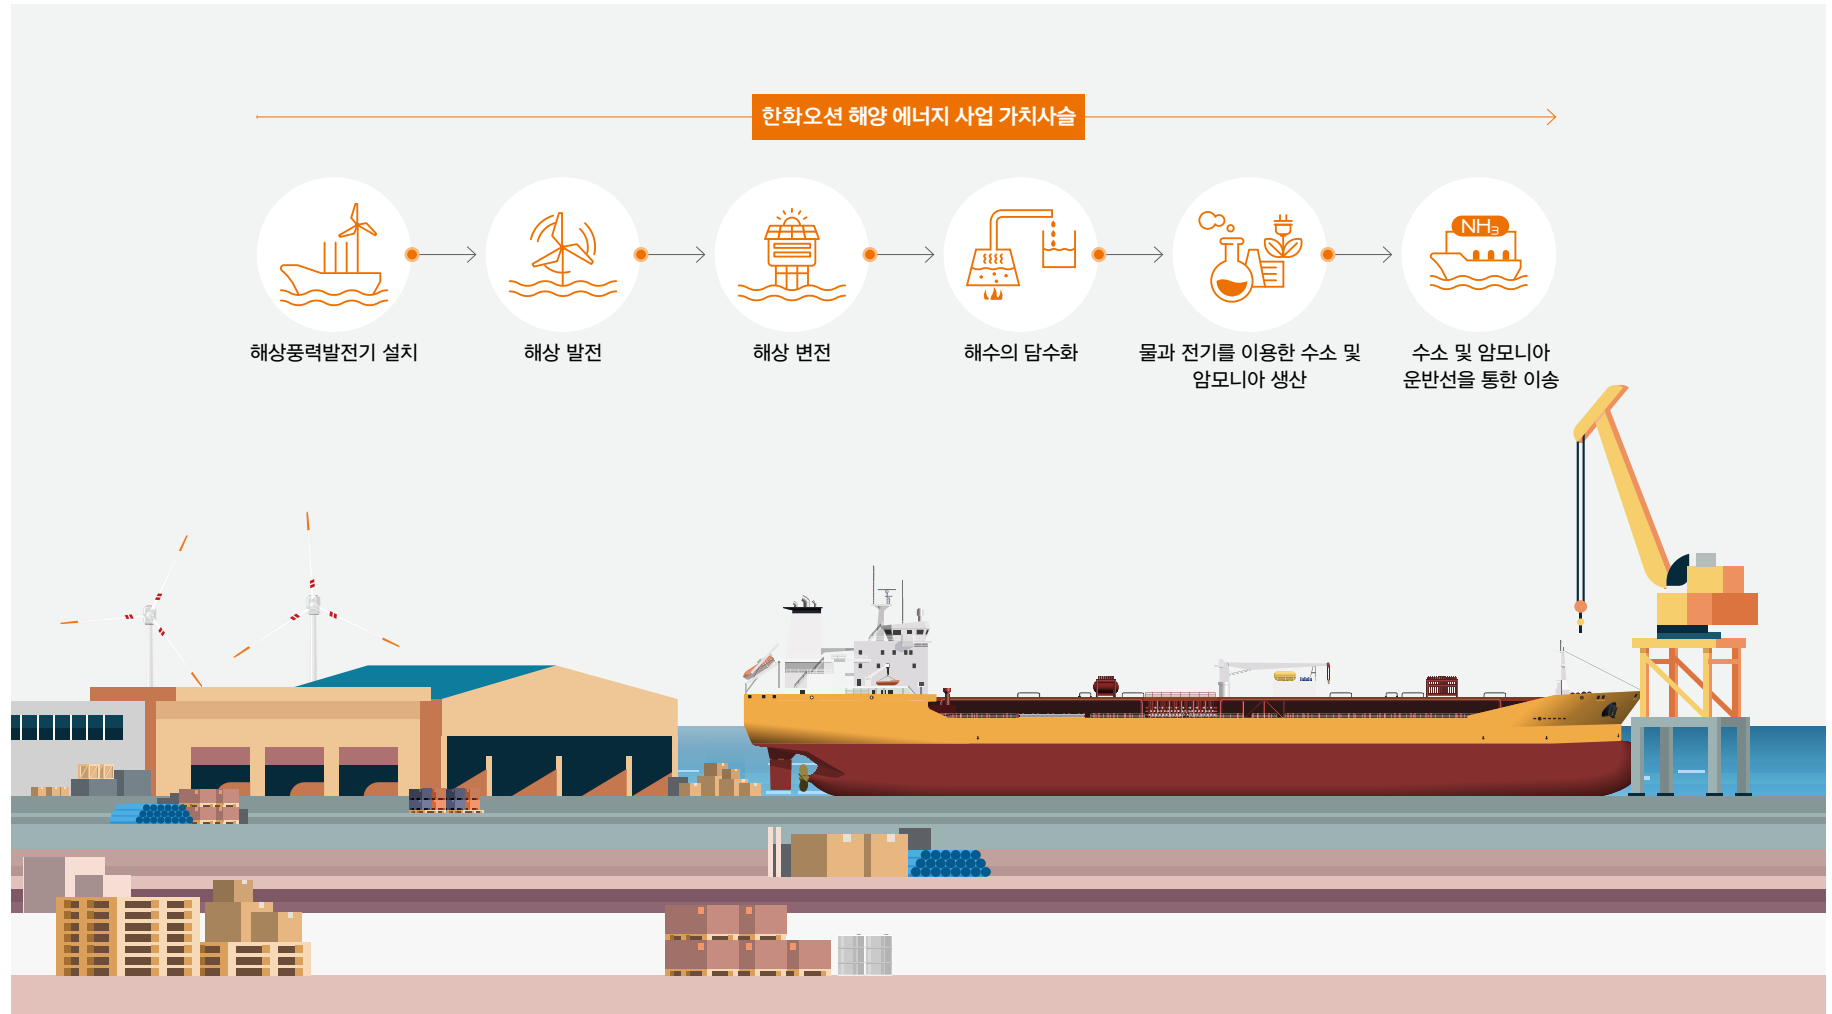 한화오션 해양 에너지 사업 가치사슬
NH₃
해상풍력발전기 설치
해상 발전
해상 변전
해수의 담수화
물과 전기를 이용한 수소 및
암모니아 생산
수소 및 암모니아
운반선을 통한 이송